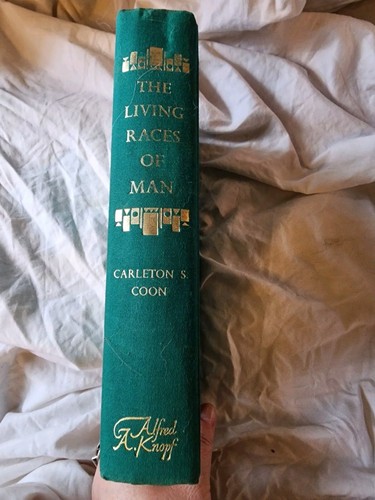 THE
LIVING
RACES
OF
MAN
CARLETON S.
COON
Alfred
A. Knopf